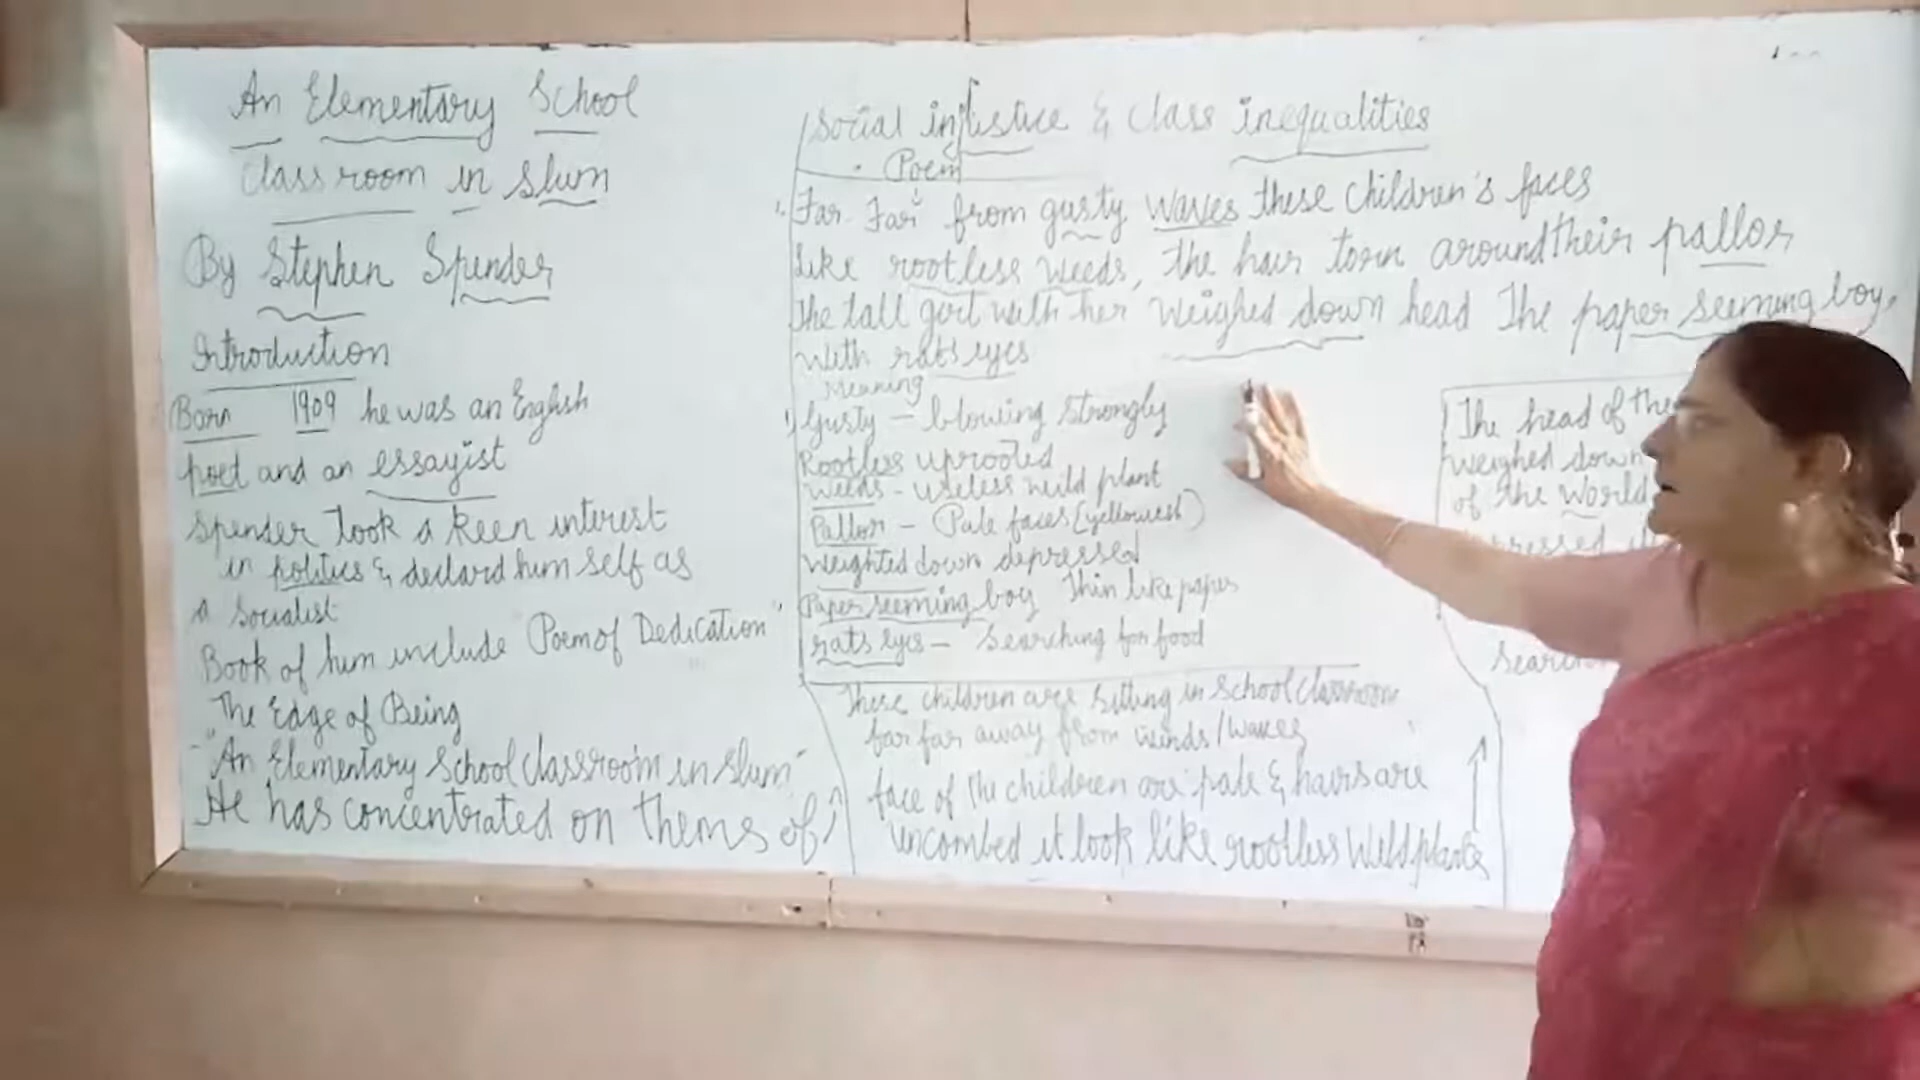 An Elementary School
Classroom in Slum
By Stephen Spender
Introduction
Born 1909 he was an English
poet and an essayist
Spender took a keen interest
in politics & declard him self as
a socialist
Book of him include Poem of Dedication"
The Edge of Being
"An Elementary School classroom in Slum"
He has concentrated on thems of
Social injustice & class inequalities
Poem
Far Far from gusty waves these children's faces
Like rootless weeds, the hair torn around their pallor
The tall girl with her weighed down head The paper seeming boy,
with rats eyes
Meaning
Gusty - blowing strongly
Rootless uprooted
weeds - useless wild plant
Pallor - Pale faces
weighted down depressed
Paper seeming boy Thin like paper
rats eyes - Searching for food
These children are sitting in school classroom
far far away from winds/waves
face of the children are pale & hairs are
uncombed it look like rootless Wild plants
The head of the
weighed down
of the world